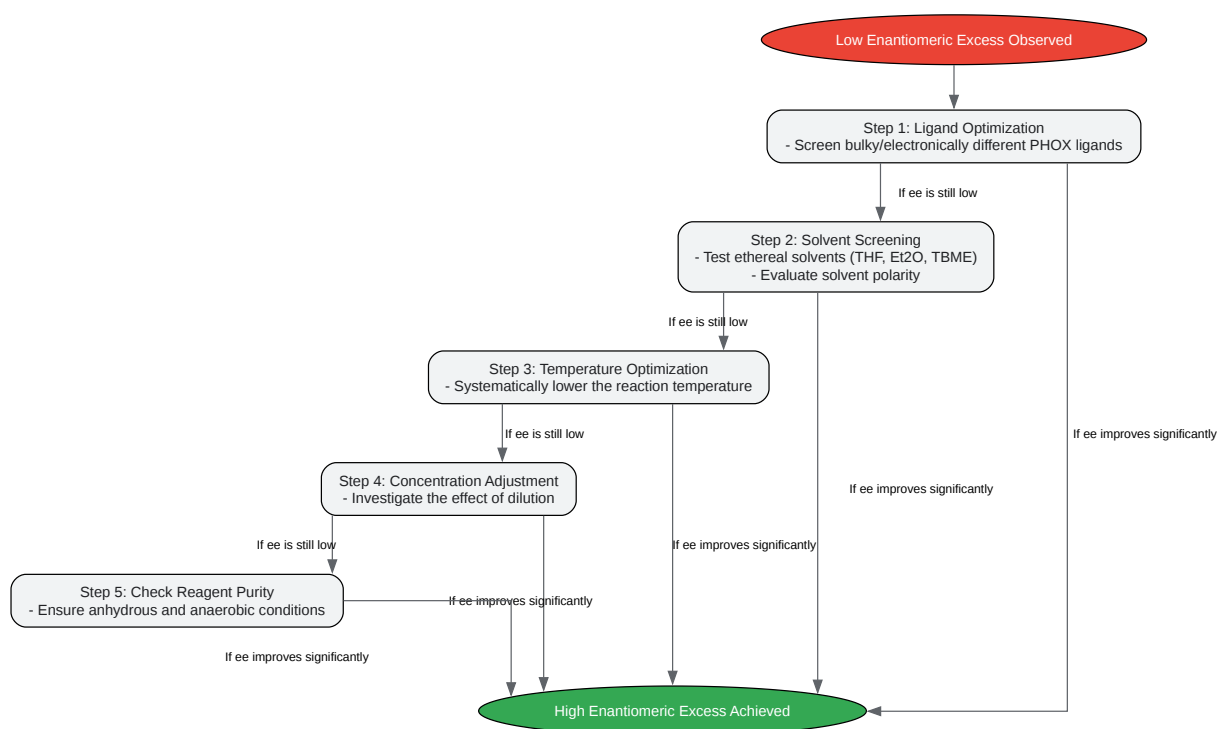 Low Enantiomeric Excess Observed
Step 1: Ligand Optimization
- Screen bulky/electronically different PHOX ligands
If ee is still low
Step 2: Solvent Screening
- Test ethereal solvents (THF, Et2O, TBME)
- Evaluate solvent polarity
If ee is still low
Step 3: Temperature Optimization
- Systematically lower the reaction temperature
If ee is still low
If ee improves significantly
Step 4: Concentration Adjustment
- Investigate the effect of dilution
If ee improves significantly
If ee is still low
If ee improves significantly
Step 5: Check Reagent Purity
- Ensure anhydrous and anaerobic conditions
If ee improves significantly
If ee improves significantly
High Enantiomeric Excess Achieved